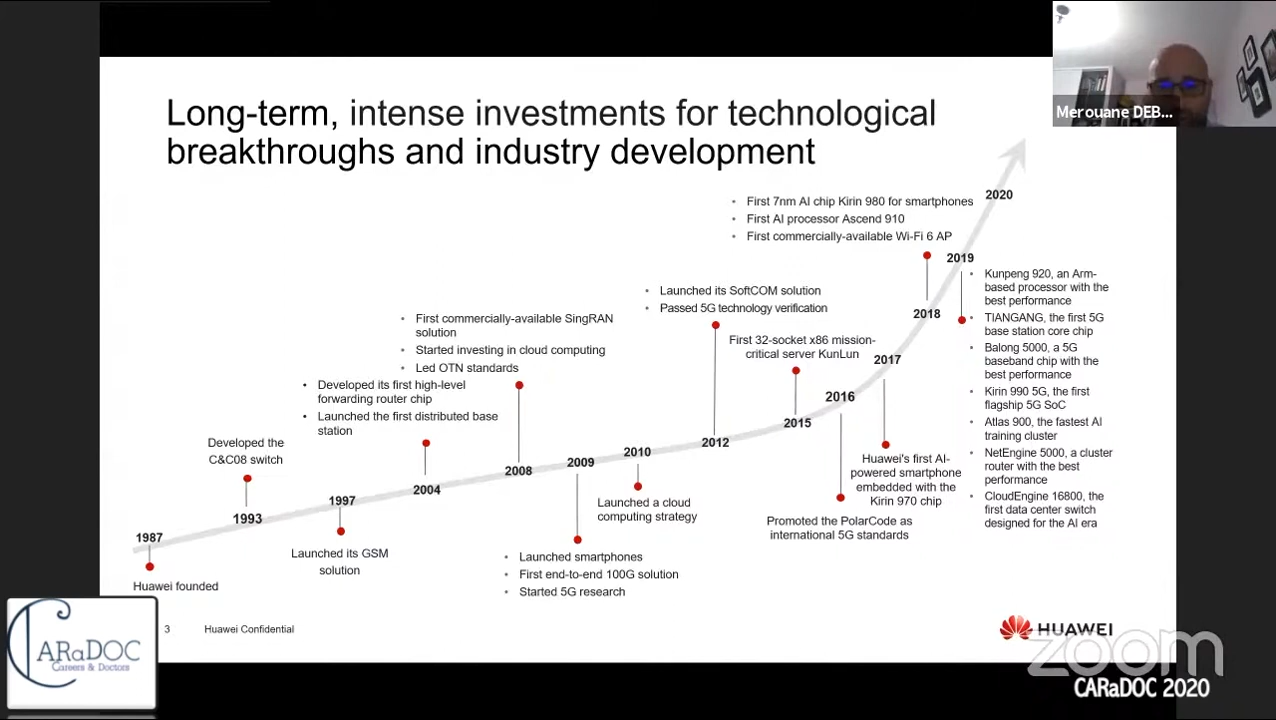 Long-term, intense investments for technological
breakthroughs and industry development
Merouane DEB...
2020
• First 7nm AI chip Kirin 980 for smartphones
• First AI processor Ascend 910
• First commercially-available Wi-Fi 6 AP
2019
• Kunpeng 920, an Arm-
based processor with the
best performance
• TIANGANG, the first 5G
base station core chip
• Balong 5000, a 5G
baseband chip with the
best performance
• Kirin 990 5G, the first
flagship 5G SoC
• Atlas 900, the fastest AI
training cluster
• NetEngine 5000, a cluster
router with the best
performance
• CloudEngine 16800, the
first data center switch
designed for the AI era
2018
• Launched its SoftCOM solution
• Passed 5G technology verification
• First commercially-available SingRAN
solution
• Started investing in cloud computing
• Led OTN standards
First 32-socket x86 mission-
critical server KunLun
2017
• Developed its first high-level
forwarding router chip
• Launched the first distributed base
station
2016
2015
Developed the
C&C08 switch
2012
2010
2009
2008
2004
1997
1993
1987
Huawei's first AI-
powered smartphone
embedded with the
Kirin 970 chip
Launched a cloud
computing strategy
Promoted the PolarCode as
international 5G standards
Launched its GSM
solution
• Launched smartphones
• First end-to-end 100G solution
• Started 5G research
Huawei founded
3 Huawei Confidential
HUAWEI
CARaDOC
Careers & Doctors
zoom
CARaDOC 2020